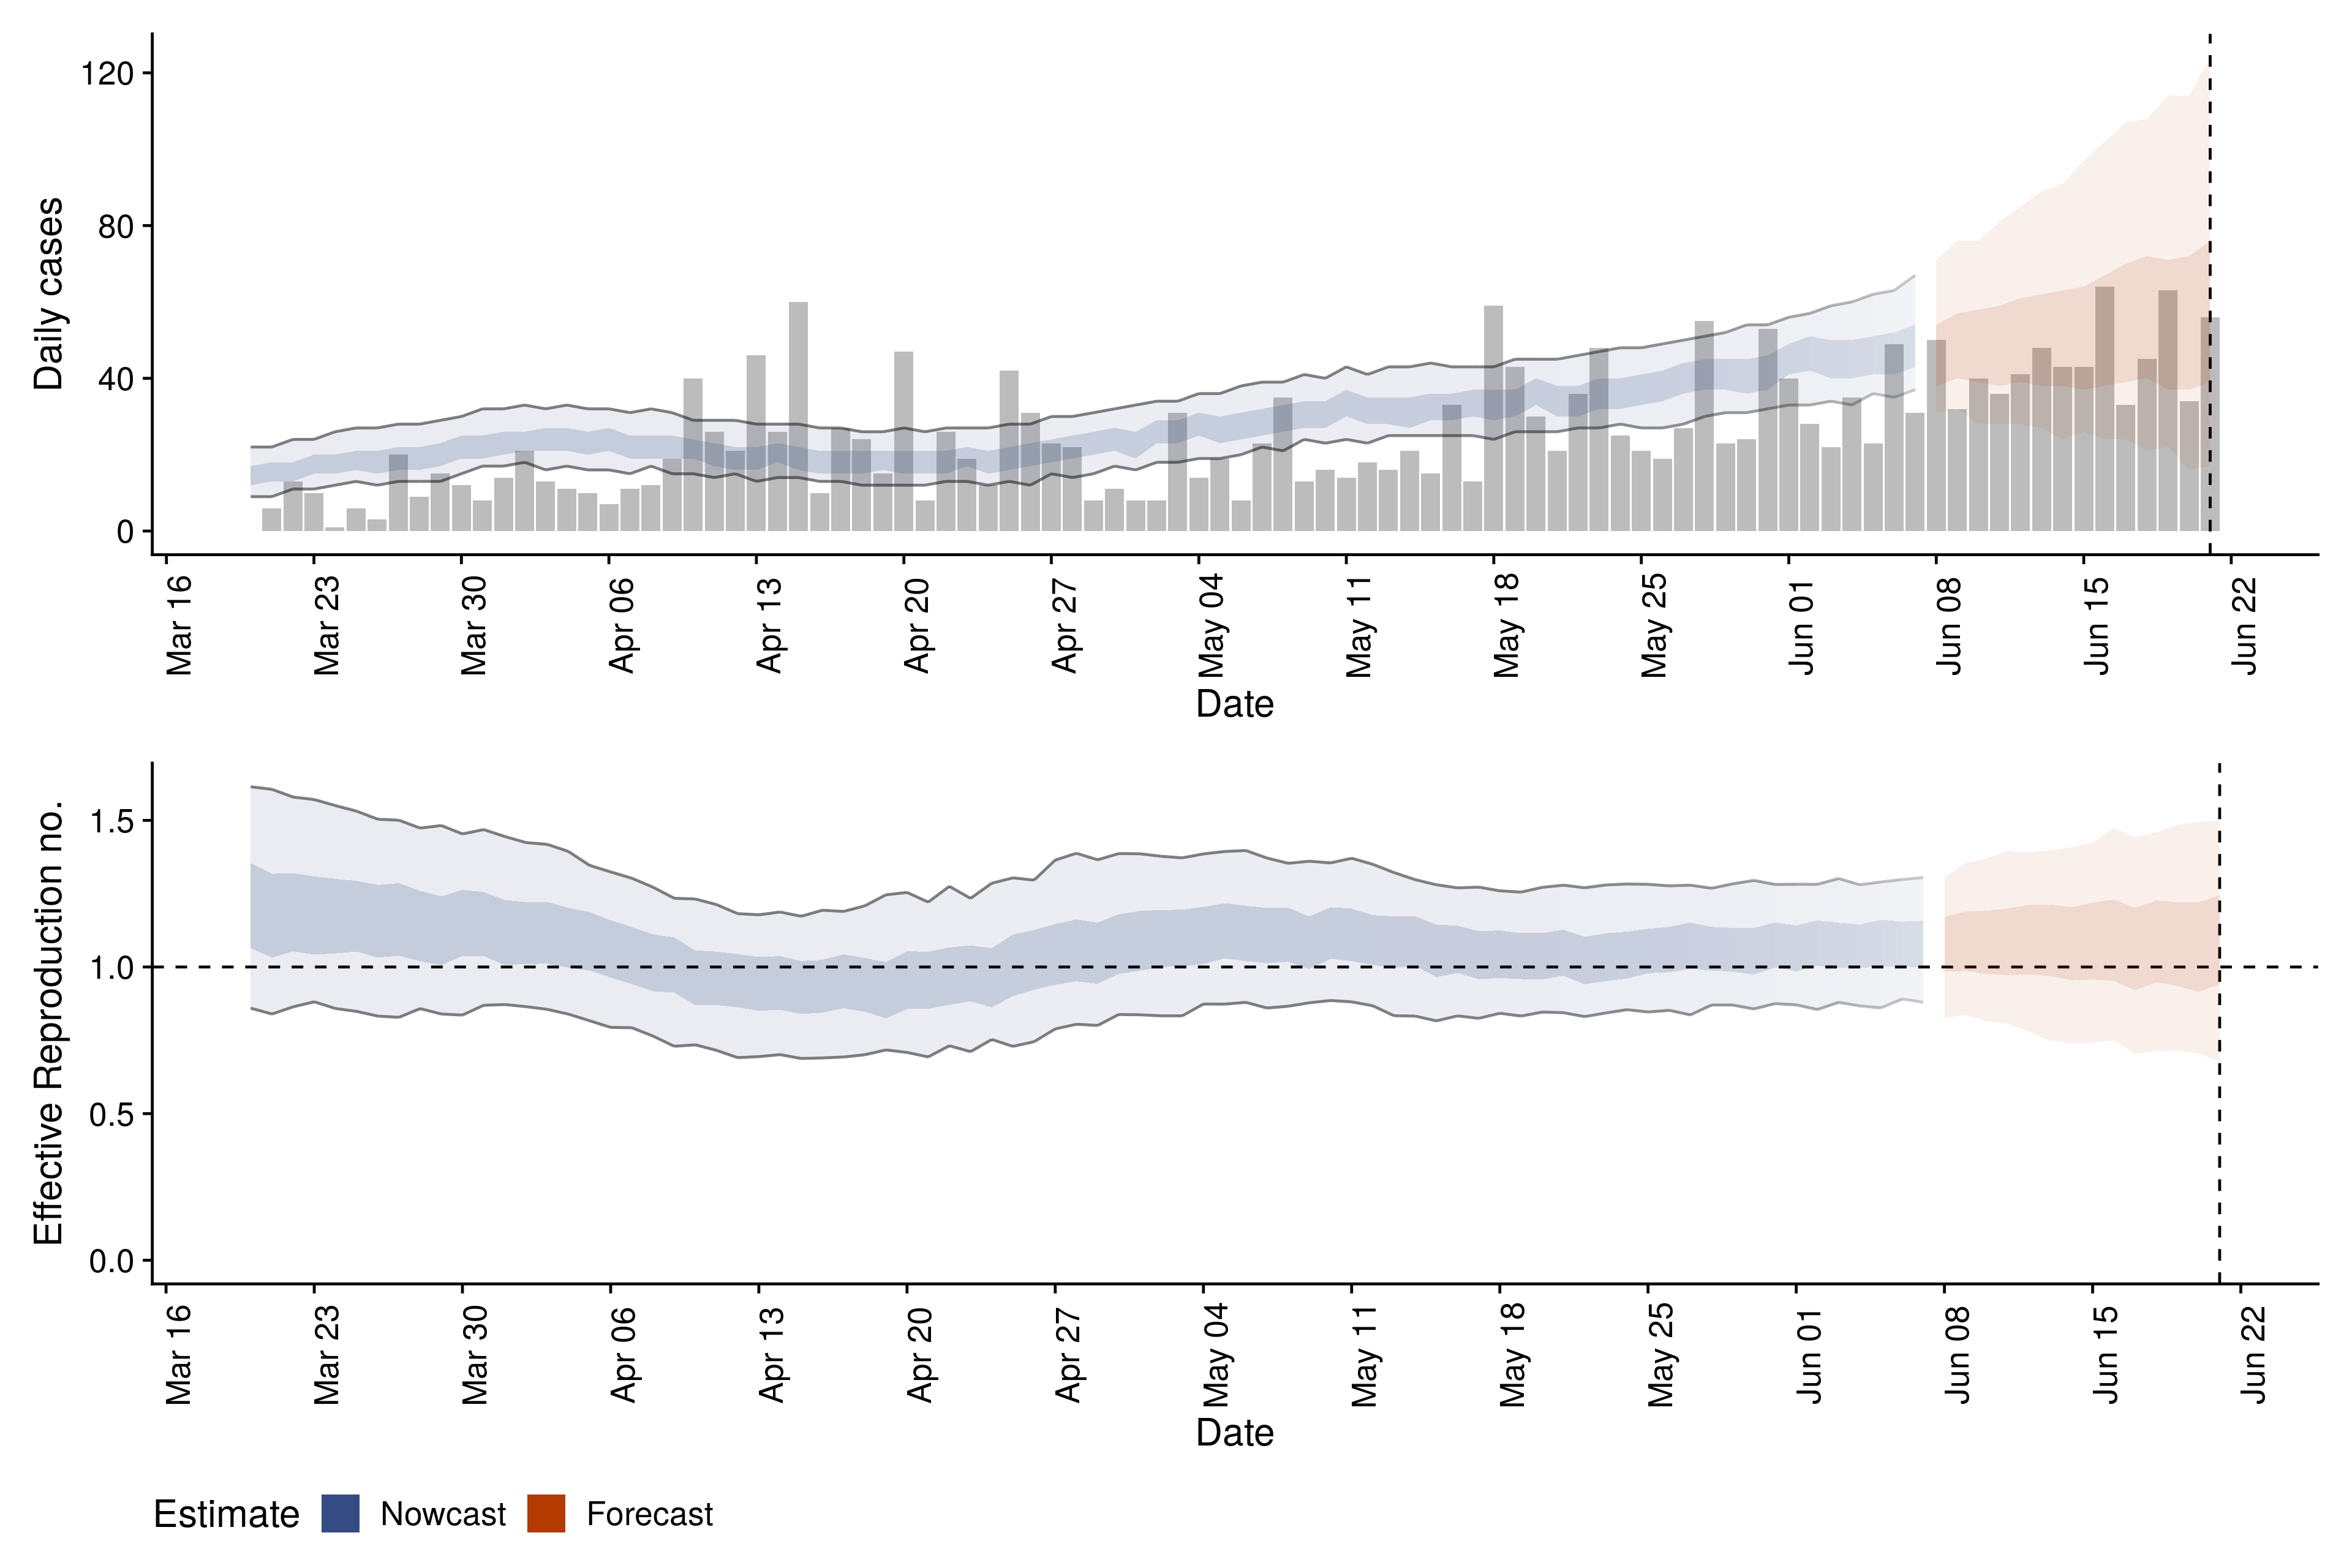 Daily cases
120
80
40
0
Mar 16
Mar 23
Mar 30
Apr 06
Apr 13
Apr 20
Apr 27
May 04
May 11
May 18
May 25
Jun 01
Jun 08
Jun 15
Jun 22
Date
Effective Reproduction no.
1.5
1.0
0.5
0.0
Mar 16
Mar 23
Mar 30
Apr 06
Apr 13
Apr 20
Apr 27
May 04
May 11
May 18
May 25
Jun 01
Jun 08
Jun 15
Jun 22
Date
Estimate Nowcast Forecast